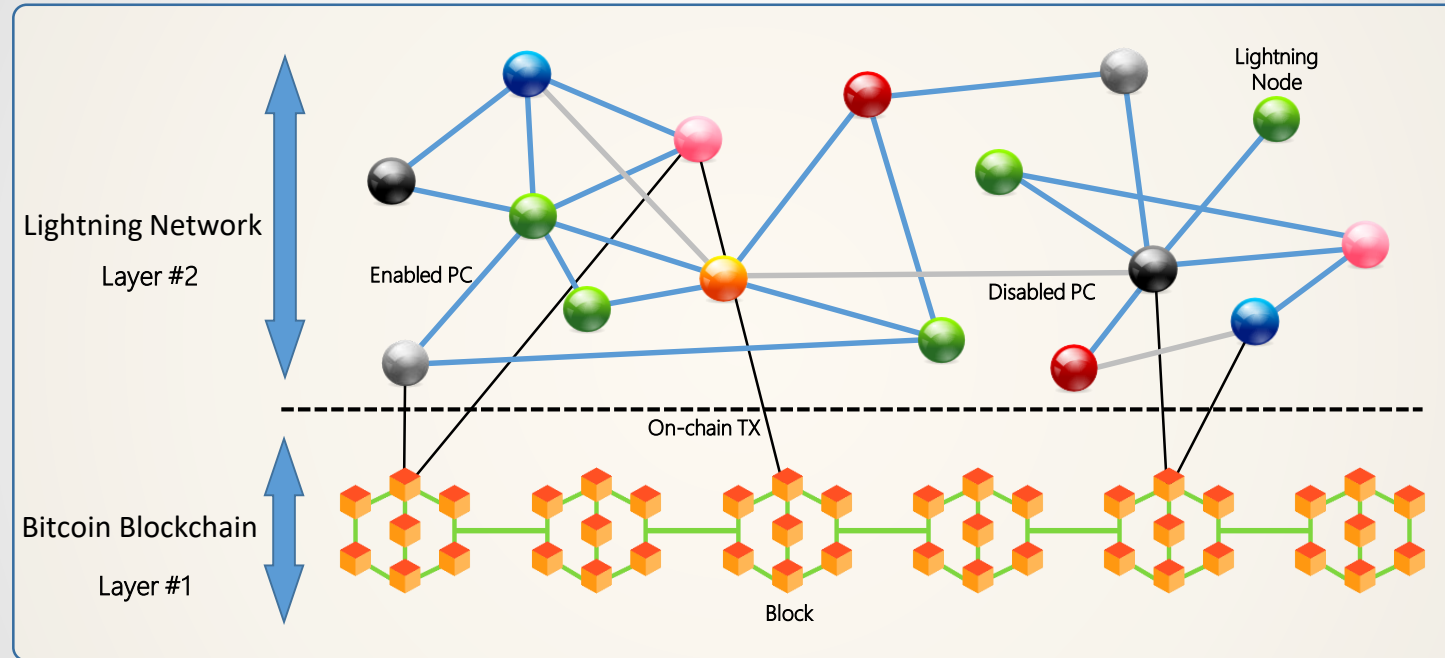 Lightning
Node
Lightning Network
Layer #2
Enabled PC
Disabled PC
On-chain TX
Bitcoin Blockchain
Layer #1
Block